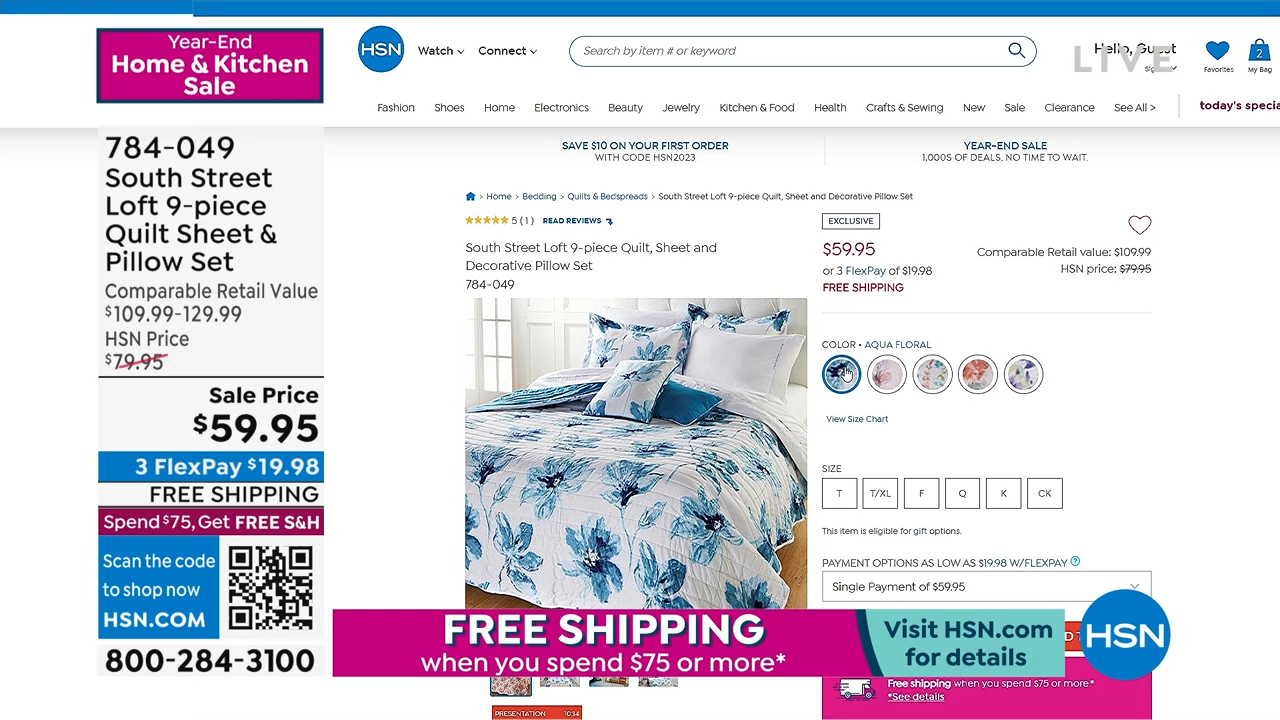 Year-End
Home & Kitchen
Sale
784-049
South Street
Loft 9-piece
Quilt Sheet &
Pillow Set
Comparable Retail Value
$109.99-129.99
HSN Price
$79.95
Sale Price
$59.95
3 FlexPay $19.98
FREE SHIPPING
Spend $75, Get FREE S&H
Scan the code
to shop now
HSN.COM
800-284-3100
HSN
Watch
Connect
Search by item # or keyword
Hello, Guest
LIVE
Favorites
2
My Bag
Fashion Shoes Home Electronics Beauty Jewelry Kitchen & Food Health Crafts & Sewing New Sale Clearance See All >
today's specia
SAVE $10 ON YOUR FIRST ORDER
WITH CODE HSN2023
YEAR-END SALE
1,000S OF DEALS. NO TIME TO WAIT.
> Home > Bedding > Quilts & Bedspreads > South Street Loft 9-piece Quilt, Sheet and Decorative Pillow Set
5 (1) READ REVIEWS
South Street Loft 9-piece Quilt, Sheet and
Decorative Pillow Set
784-049
EXCLUSIVE
$59.95
or 3 FlexPay of $19.98
FREE SHIPPING
Comparable Retail value: $109.99
HSN price: $79.95
COLOR • AQUA FLORAL
View Size Chart
SIZE
T T/XL F Q K CK
This item is eligible for gift options.
PAYMENT OPTIONS AS LOW AS $19.98 W/FLEXPAY ?
Single Payment of $59.95
FREE SHIPPING
when you spend $75 or more*
Visit HSN.com
for details
HSN
Free shipping when you spend $75 or more.*
*See details
PRESENTATION 10:14